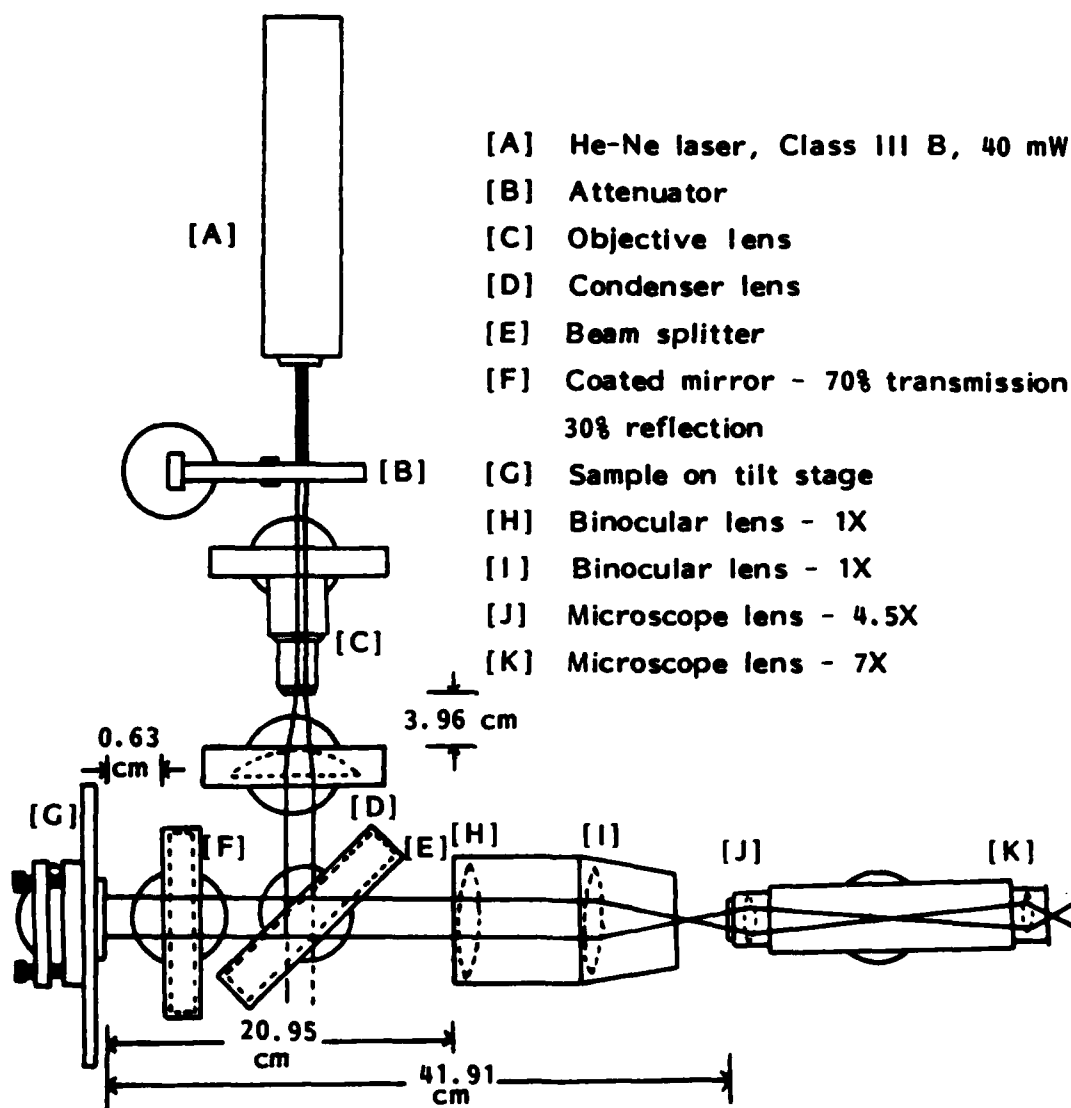 [A] He-Ne laser, Class III B, 40 mW
[B] Attenuator
[C] Objective lens
[D] Condenser lens
[E] Beam splitter
[F] Coated mirror - 70% transmission
30% reflection
[G] Sample on tilt stage
[H] Binocular lens - 1X
[I] Binocular lens - 1X
[J] Microscope lens - 4.5X
[K] Microscope lens - 7X
[A]
[B]
[C]
3.96 cm
0.63
cm
[G]
[F]
[D]
[E]
[H]
[I]
[J]
[K]
20.95
cm
41.91
cm